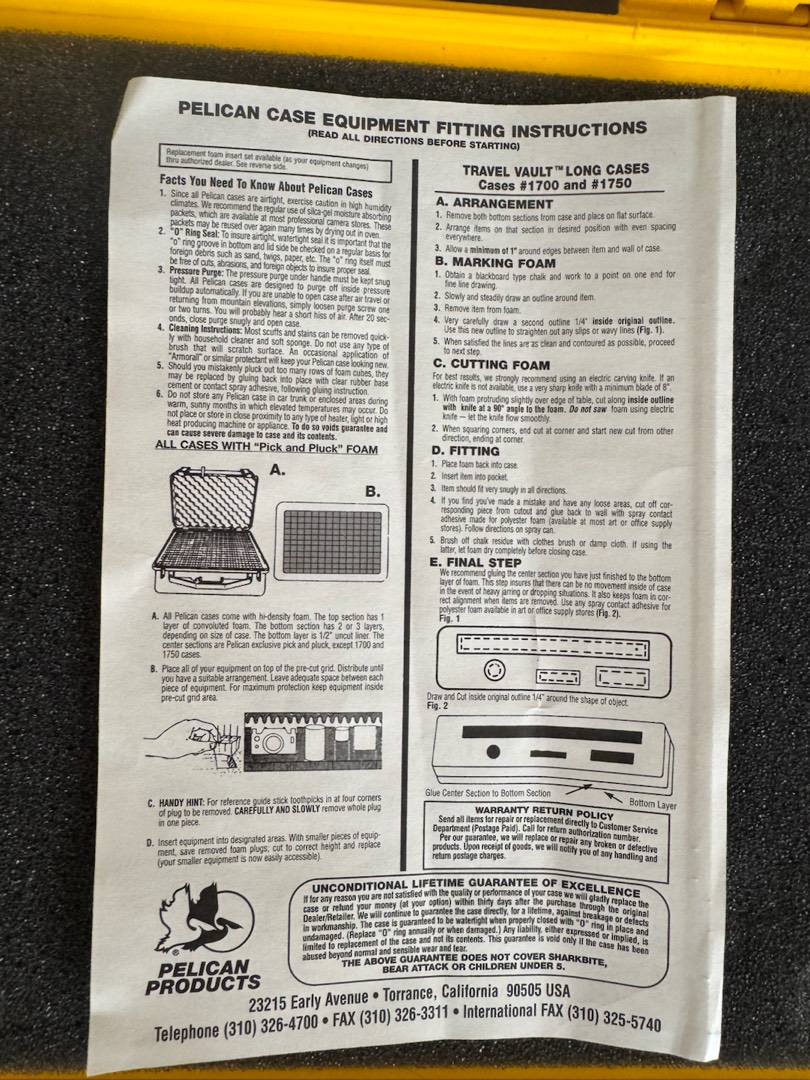 PELICAN CASE EQUIPMENT FITTING INSTRUCTIONS
(READ ALL DIRECTIONS BEFORE STARTING)
Replacement foam insert set available (as your equipment changes)
thru authorized dealer. See reverse side.
Facts You Need To Know About Pelican Cases
1. Since all Pelican cases are airtight, exercise caution in high humidity
climates. We recommend the regular use of silca-gel moisture absorbing
packets, which are available at most professional camera stores. These
packets may be reused over again many times by drying out in oven.
2. "O" Ring Seal: To insure airtight, watertight seal it is important that the
"o" ring groove in bottom and lid side be checked on a regular basis for
foreign debris such as sand, twigs, paper, etc. The "o" ring itself must
be free of cuts, abrasions, and foreign objects to insure proper seal.
3. Pressure Purge: The pressure purge under handle must be kept snug
tight. All Pelican cases are designed to purge off inside pressure
buildup automatically. If you are unable to open case after air travel or
returning from mountain elevations, simply loosen purge screw one
or two turns. You will probably hear a short hiss of air. After 20 sec-
onds, close purge snugly and open case.
4. Cleaning Instructions: Most scuffs and stains can be removed quick-
ly with household cleaner and soft sponge. Do not use any type of
brush that will scratch surface. An occasional application of
"Armorall" or similar protectant will keep your Pelican case looking new.
5. Should you mistakenly pluck out too many rows of foam cubes, they
may be replaced by gluing back into place with clear rubber base
cement or contact spray adhesive, following gluing instruction.
6. Do not store any Pelican case in car trunk or enclosed areas during
warm, sunny months in which elevated temperatures may occur. Do
not place or store in close proximity to any type of heater, light or high
heat producing machine or appliance. To do so voids guarantee and
can cause severe damage to case and its contents.
ALL CASES WITH "Pick and Pluck" FOAM
A.
B.
A. All Pelican cases come with hi-density foam. The top section has 1
layer of convoluted foam. The bottom section has 2 or 3 layers,
depending on size of case. The bottom layer is 1/2" uncut liner. The
center sections are Pelican exclusive pick and pluck, except 1700 and
1750 cases.
B. Place all of your equipment on top of the pre-cut grid. Distribute until
you have a suitable arrangement. Leave adequate space between each
piece of equipment. For maximum protection keep equipment inside
pre-cut grid area.
C. HANDY HINT: For reference guide stick toothpicks in at four corners
of plug to be removed. CAREFULLY AND SLOWLY remove whole plug
in one piece.
D. Insert equipment into designated areas. With smaller pieces of equip-
ment, save removed foam plugs; cut to correct height and replace
(your smaller equipment is now easily accessible).
TRAVEL VAULT™ LONG CASES
Cases #1700 and #1750
A. ARRANGEMENT
1. Remove both bottom sections from case and place on flat surface.
2. Arrange items on that section in desired position with even spacing
everywhere.
3. Allow a minimum of 1" around edges between item and wall of case.
B. MARKING FOAM
1. Obtain a blackboard type chalk and work to a point on one end for
fine line drawing.
2. Slowly and steadily draw an outline around item.
3. Remove item from foam.
4. Very carefully draw a second outline 1/4" inside original outline.
Use this new outline to straighten out any slips or wavy lines (Fig. 1).
5. When satisfied the lines are as clean and contoured as possible, proceed
to next step.
C. CUTTING FOAM
For best results, we strongly recommend using an electric carving knife. If an
electric knife is not available, use a very sharp knife with a minimum blade of 8".
1. With foam protruding slightly over edge of table, cut along inside outline
with knife at a 90° angle to the foam. Do not saw foam using electric
knife — let the knife flow smoothly.
2. When squaring corners, end cut at corner and start new cut from other
direction, ending at corner.
D. FITTING
1. Place foam back into case.
2. Insert item into pocket.
3. Item should fit very snugly in all directions.
4. If you find you've made a mistake and have any loose areas, cut off cor-
responding piece from cutout and glue back to wall with spray contact
adhesive made for polyester foam (available at most art or office supply
stores). Follow directions on spray can.
5. Brush off chalk residue with clothes brush or damp cloth. If using the
latter, let foam dry completely before closing case.
E. FINAL STEP
We recommend gluing the center section you have just finished to the bottom
layer of foam. This step insures that there can be no movement inside of case
in the event of heavy jarring or dropping situations. It also keeps foam in cor-
rect alignment when items are removed. Use any spray contact adhesive for
polyester foam available in art or office supply stores (Fig. 2).
Fig. 1
Draw and Cut inside original outline 1/4" around the shape of object.
Fig. 2
Glue Center Section to Bottom Section
Bottom Layer
WARRANTY RETURN POLICY
Send all items for repair or replacement directly to Customer Service
Department (Postage Paid). Call for return authorization number.
Per our guarantee, we will replace or repair any broken or defective
products. Upon receipt of goods, we will notify you of any handling and
return postage charges.
PELICAN
PRODUCTS
®
UNCONDITIONAL LIFETIME GUARANTEE OF EXCELLENCE
If for any reason you are not satisfied with the quality or performance of your case we will gladly replace the
case or refund your money (at your option) within thirty days after the purchase through the original
Dealer/Retailer. We will continue to guarantee the case directly, for a lifetime, against breakage or defects
in workmanship. The case is guaranteed to be watertight when properly closed with "O" ring in place and
undamaged. (Replace "O" ring annually or when damaged.) Any liability, either expressed or implied, is
limited to replacement of the case and not its contents. This guarantee is void only if the case has been
abused beyond normal and sensible wear and tear.
THE ABOVE GUARANTEE DOES NOT COVER SHARKBITE,
BEAR ATTACK OR CHILDREN UNDER 5.
23215 Early Avenue • Torrance, California 90505 USA
Telephone (310) 326-4700 • FAX (310) 326-3311 • International FAX (310) 325-5740